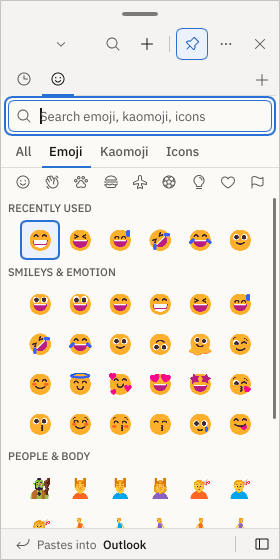 Search emoji, kaomoji, icons
All Emoji Kaomoji Icons
RECENTLY USED
SMILEYS & EMOTION
PEOPLE & BODY
Pastes into Outlook